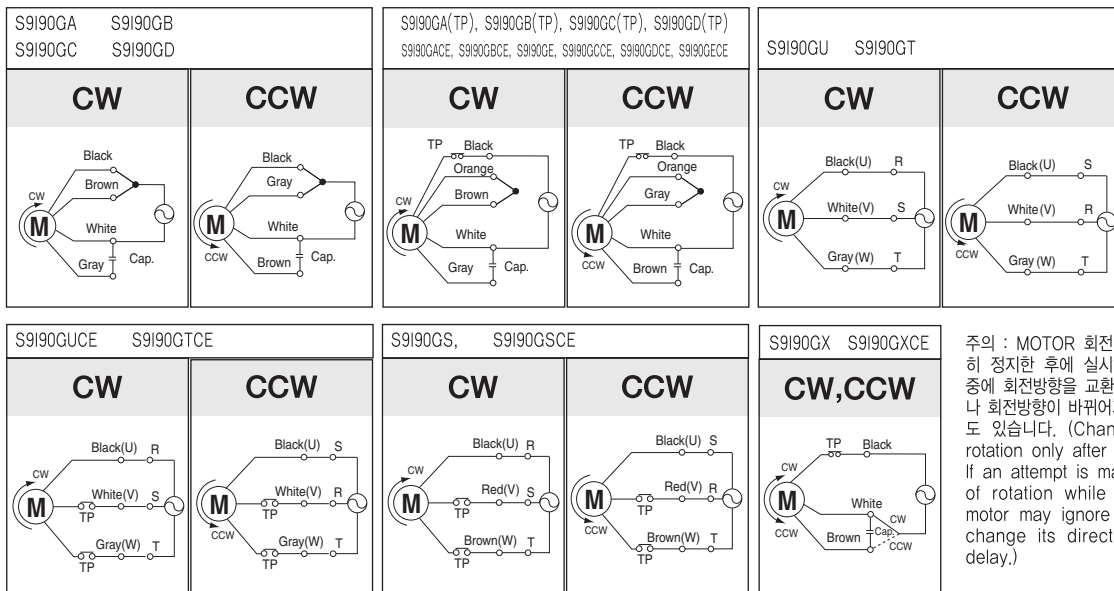 S9I90GA S9I90GB
S9I90GC S9I90GD
CW CCW
Black
Brown
CW
M
White
Gray Cap.
Black
Gray
M
White
CCW
Brown Cap.
S9I90GA(TP), S9I90GB(TP), S9I90GC(TP), S9I90GD(TP)
S9I90GACE, S9I90GBCE, S9I90GE, S9I90GCCE, S9I90GDCE, S9I90GECE
CW CCW
TP Black
Orange
Brown
CW
M
White
Gray Cap.
TP Black
Orange
Gray
M
White
CCW
Brown Cap.
S9I90GU S9I90GT
CW CCW
Black(U) R
CW
M
White(V) S
Gray(W) T
Black(U) S
M
White(V) R
CCW
Gray(W) T
S9I90GUCE S9I90GTCE
CW CCW
Black(U) R
CW
M
White(V) S
TP
Gray(W) T
TP
Black(U) S
M
White(V) R
TP
CCW
Gray(W) T
TP
S9I90GS, S9I90GSCE
CW CCW
Black(U) R
CW
M
Red(V) S
TP
Brown(W) T
TP
Black(U) S
M
Red(V) R
TP
CCW
Brown(W) T
TP
S9I90GX S9I90GXCE
CW,CCW
TP Black
CW
M
White
CW
Cap.
Brown
CCW
주의 : MOTOR 회전
히 정지한 후에 실시
중에 회전방향을 교환
나 회전방향이 바뀌어
도 있습니다. (Chan
rotation only after
If an attempt is ma
of rotation while
motor may ignore
change its direct
delay.)